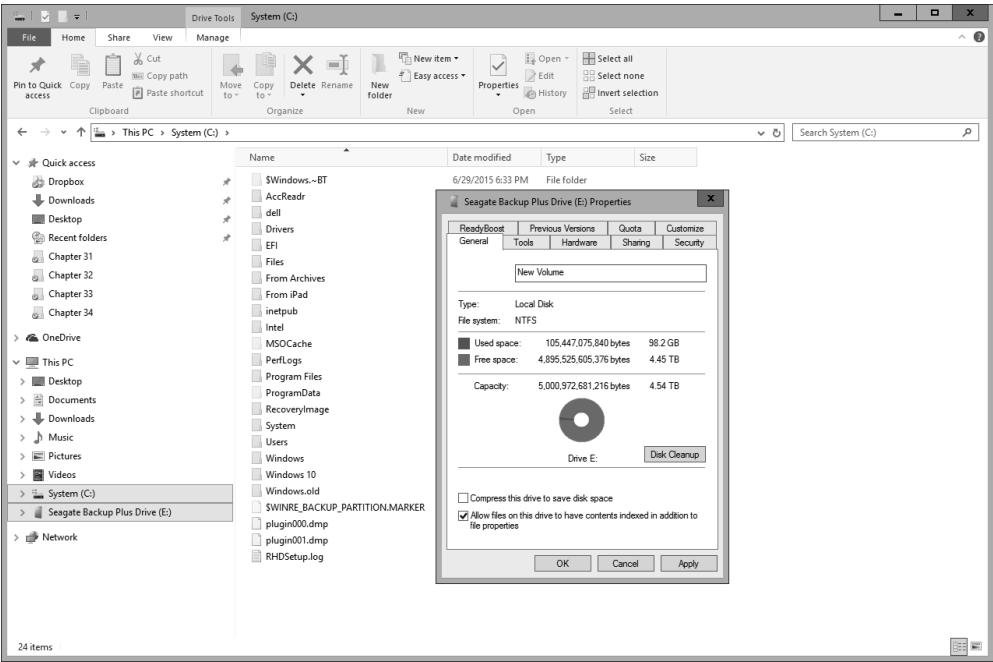 Drive Tools System (C:)
File Home Share View Manage
Pin to Quick access
Copy
Paste
Cut
Copy path
Paste shortcut
Clipboard
Move to
Copy to
Delete
Rename
Organize
New folder
New item
Easy access
New
Properties
Open
Edit
History
Open
Select all
Select none
Invert selection
Select
This PC > System (C:) >
Search System (C:)
Quick access
Dropbox
Downloads
Desktop
Recent folders
Chapter 31
Chapter 32
Chapter 33
Chapter 34
OneDrive
This PC
Desktop
Documents
Downloads
Music
Pictures
Videos
System (C:)
Seagate Backup Plus Drive (E:)
Network
Name Date modified Type Size
$Windows.~BT 6/29/2015 6:33 PM File folder
AccReadr
dell
Drivers
EFI
Files
From Archives
From iPad
inetpub
Intel
MSOCache
PerfLogs
Program Files
ProgramData
RecoveryImage
System
Users
Windows
Windows 10
Windows.old
$WINRE_BACKUP_PARTITION.MARKER
plugin000.dmp
plugin001.dmp
RHDSetup.log
Seagate Backup Plus Drive (E:) Properties
ReadyBoost Previous Versions Quota Customize
General Tools Hardware Sharing Security
New Volume
Type: Local Disk
File system: NTFS
Used space: 105,447,075,840 bytes 98.2 GB
Free space: 4,895,525,605,376 bytes 4.45 TB
Capacity: 5,000,972,681,216 bytes 4.54 TB
Drive E:
Disk Cleanup
Compress this drive to save disk space
Allow files on this drive to have contents indexed in addition to
file properties
OK Cancel Apply
24 items